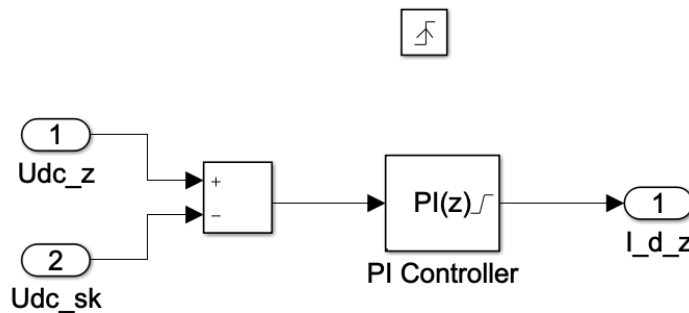 1
Udc_z
+
−
2
Udc_sk
PI(z)
PI Controller
1
I_d_z